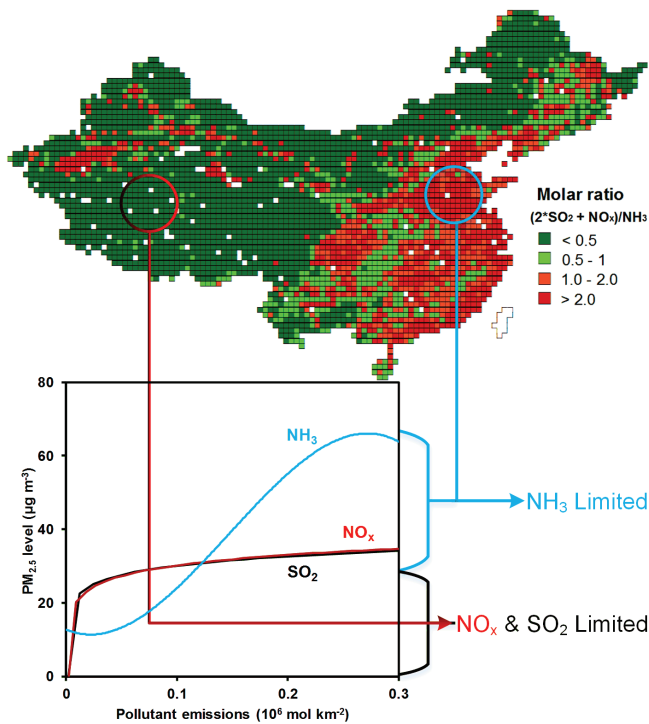 Molar ratio
(2*SO₂ + NOₓ)/NH₃
< 0.5
0.5 - 1
1.0 - 2.0
> 2.0
80
60
40
20
0
PM₂.₅ level (µg m⁻³)
NH₃
NOₓ
SO₂
NH₃ Limited
NOₓ & SO₂ Limited
0
0.1
0.2
0.3
Pollutant emissions (10⁶ mol km⁻²)